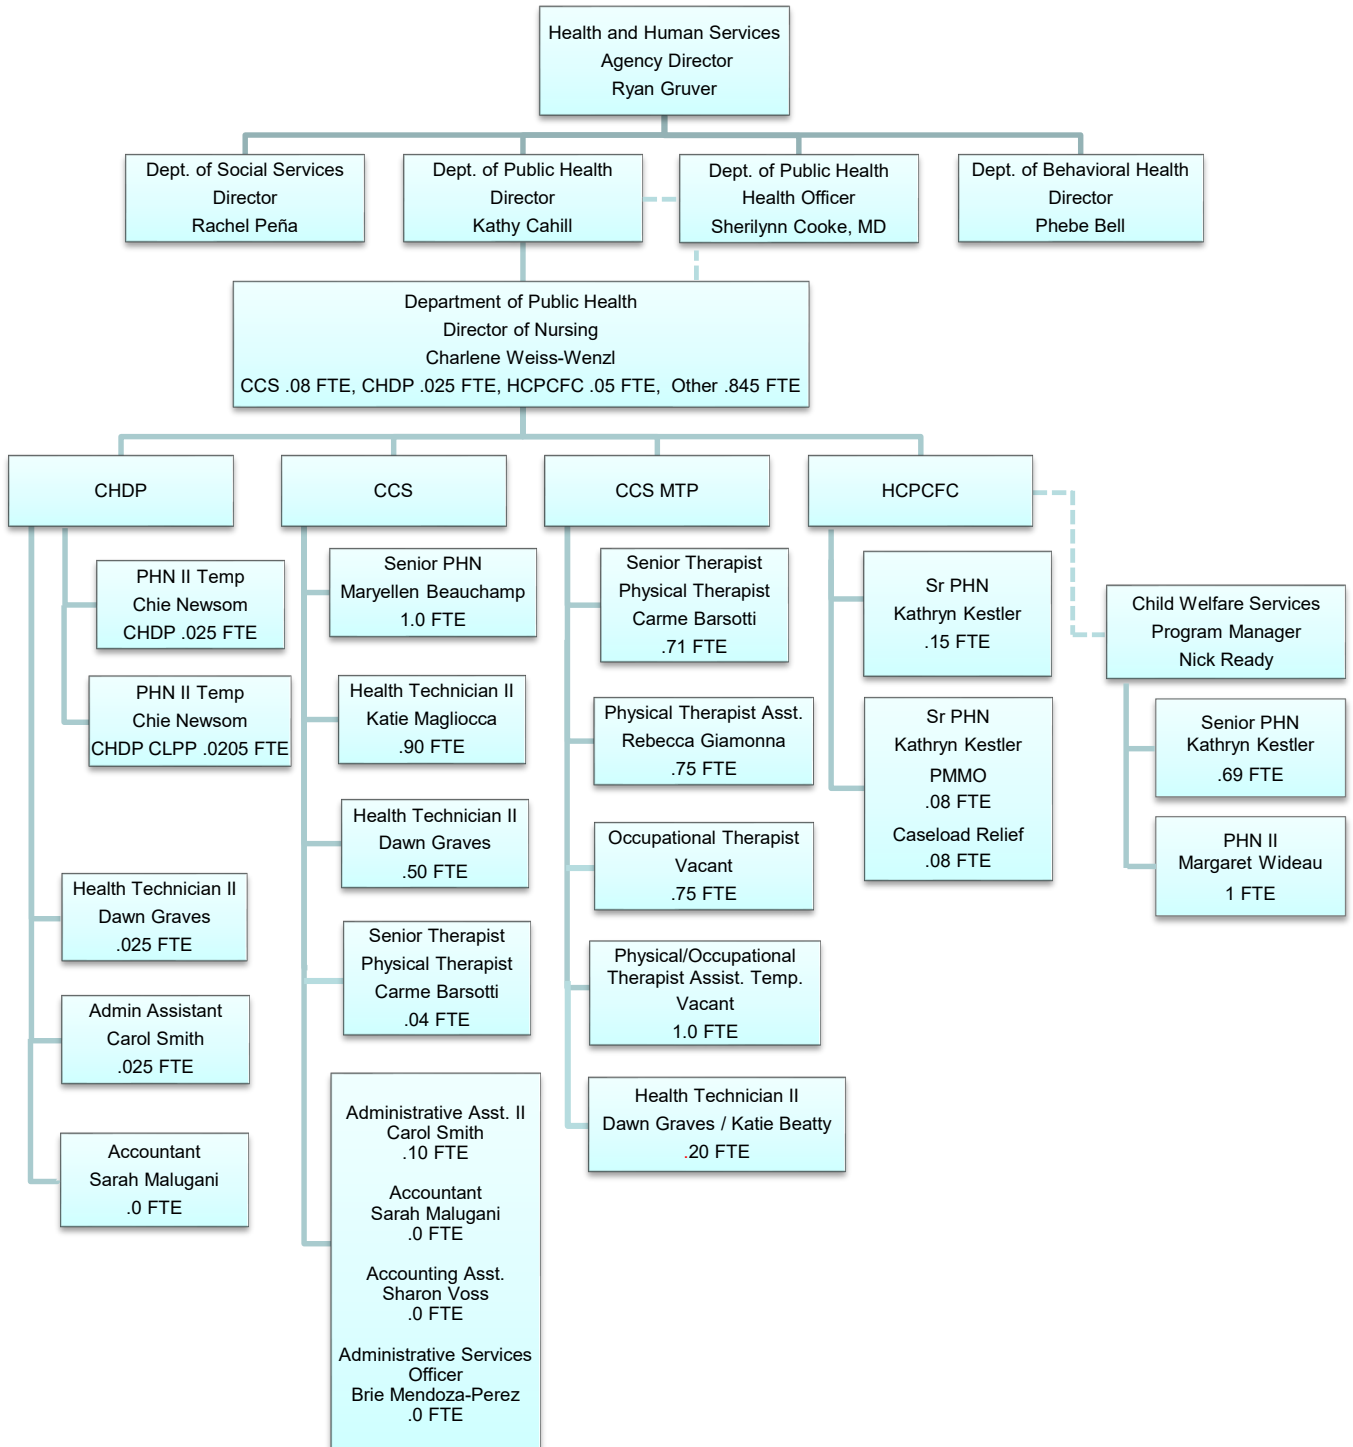 Health and Human Services
Agency Director
Ryan Gruver
Dept. of Social Services
Director
Rachel Peña
Dept. of Public Health
Director
Kathy Cahill
Dept. of Public Health
Health Officer
Sherilynn Cooke, MD
Dept. of Behavioral Health
Director
Phebe Bell
Department of Public Health
Director of Nursing
Charlene Weiss-Wenzl
CCS .08 FTE, CHDP .025 FTE, HCPCFC .05 FTE, Other .845 FTE
CHDP
PHN II Temp
Chie Newsom
CHDP .025 FTE
PHN II Temp
Chie Newsom
CHDP CLPP .0205 FTE
Health Technician II
Dawn Graves
.025 FTE
Admin Assistant
Carol Smith
.025 FTE
Accountant
Sarah Malugani
.0 FTE
CCS
Senior PHN
Maryellen Beauchamp
1.0 FTE
Health Technician II
Katie Magliocca
.90 FTE
Health Technician II
Dawn Graves
.50 FTE
Senior Therapist
Physical Therapist
Carme Barsotti
.04 FTE
Administrative Asst. II
Carol Smith
.10 FTE
Accountant
Sarah Malugani
.0 FTE
Accounting Asst.
Sharon Voss
.0 FTE
Administrative Services
Officer
Brie Mendoza-Perez
.0 FTE
CCS MTP
Senior Therapist
Physical Therapist
Carme Barsotti
.71 FTE
Physical Therapist Asst.
Rebecca Giamonna
.75 FTE
Occupational Therapist
Vacant
.75 FTE
Physical/Occupational
Therapist Assist. Temp.
Vacant
1.0 FTE
Health Technician II
Dawn Graves / Katie Beatty
.20 FTE
HCPCFC
Sr PHN
Kathryn Kestler
.15 FTE
Sr PHN
Kathryn Kestler
PMMO
.08 FTE
Caseload Relief
.08 FTE
Child Welfare Services
Program Manager
Nick Ready
Senior PHN
Kathryn Kestler
.69 FTE
PHN II
Margaret Wideau
1 FTE